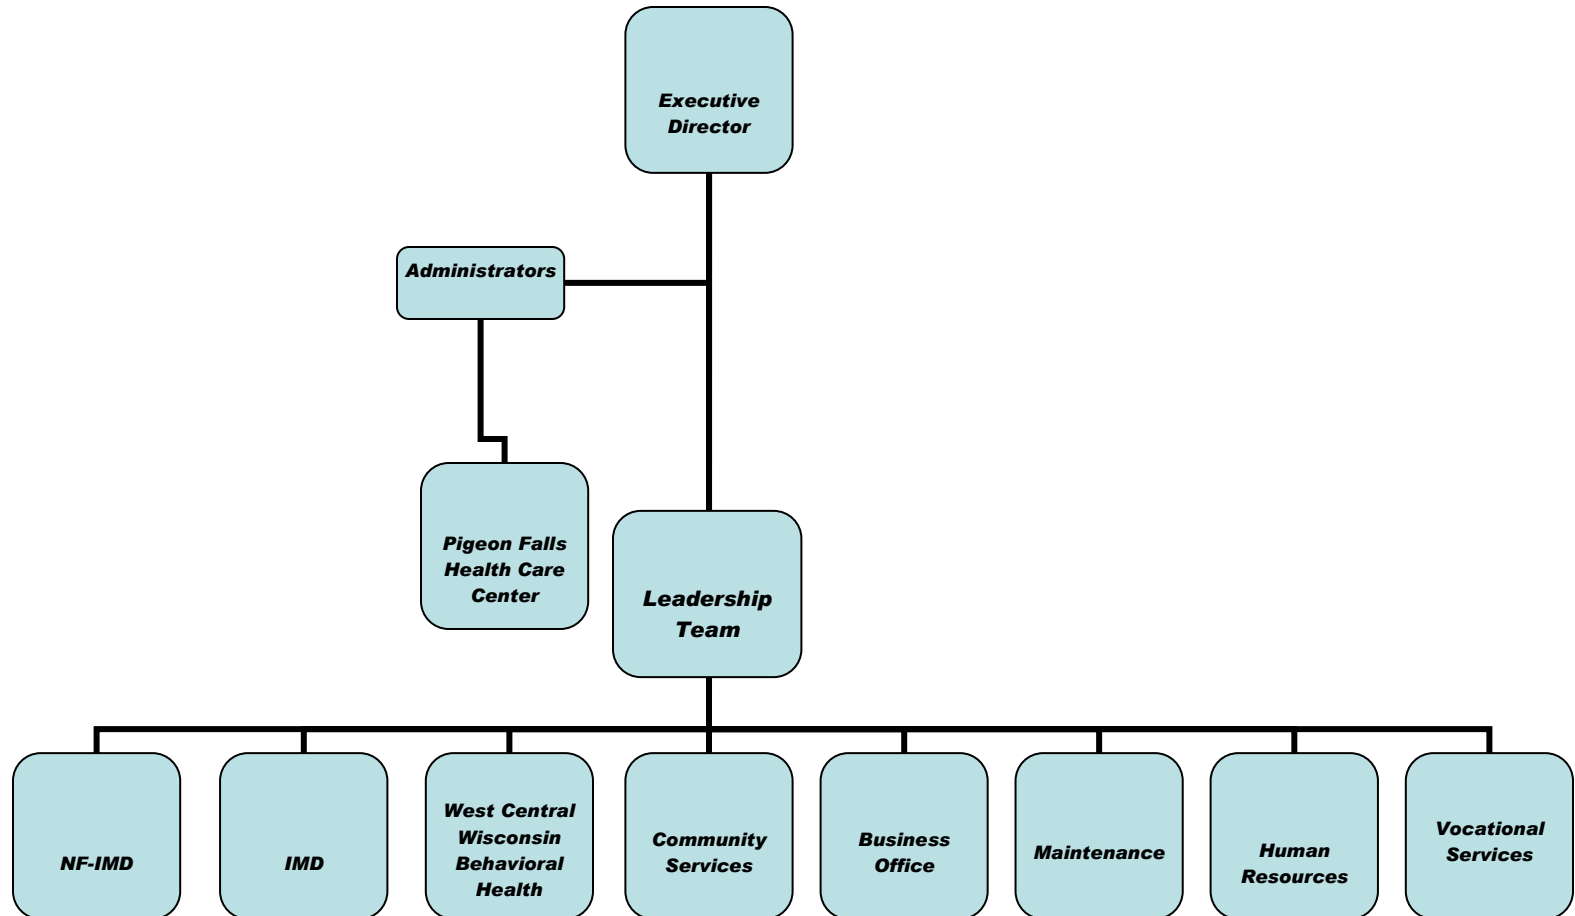 Executive
Director
Administrators
Pigeon Falls
Health Care
Center
Leadership
Team
NF-IMD
IMD
West Central
Wisconsin
Behavioral
Health
Community
Services
Business
Office
Maintenance
Human
Resources
Vocational
Services